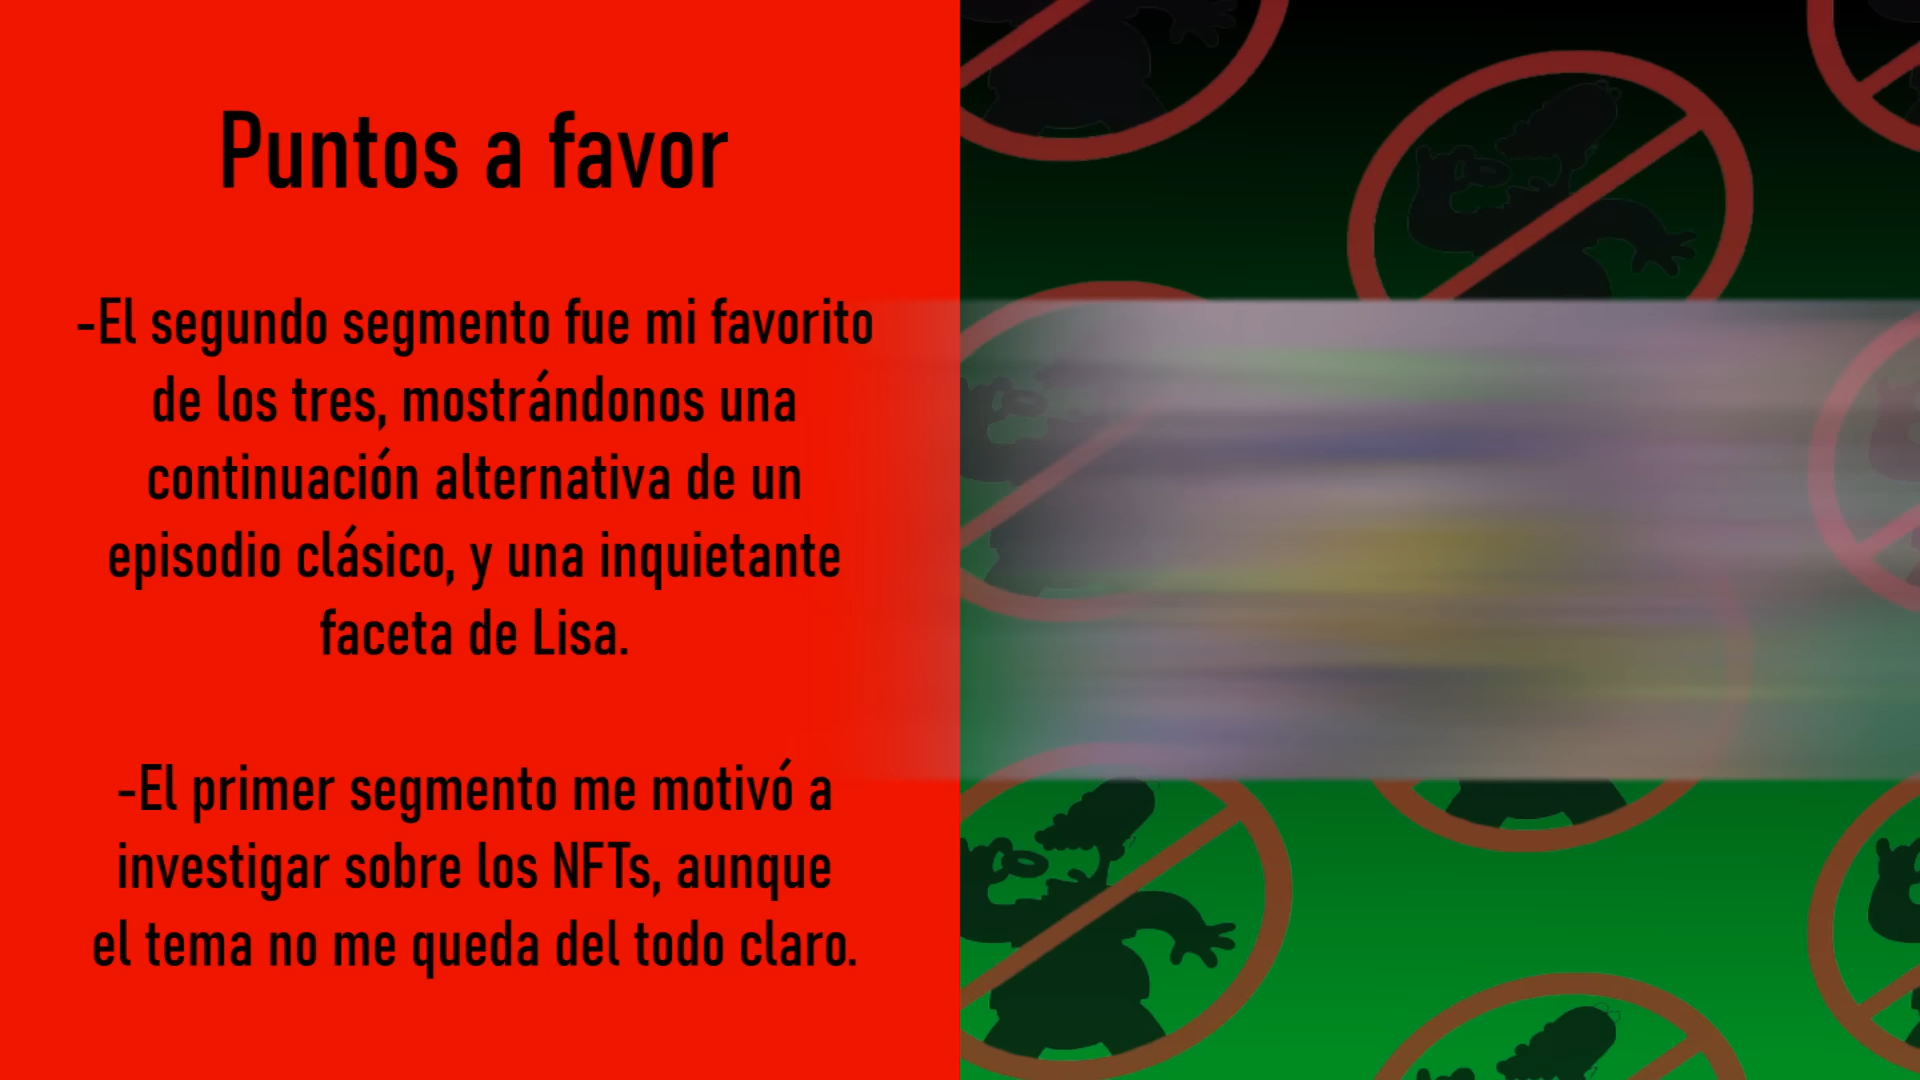 Puntos a favor
-El segundo segmento fue mi favorito
de los tres, mostrándonos una
continuación alternativa de un
episodio clásico, y una inquietante
faceta de Lisa.
-El primer segmento me motivó a
investigar sobre los NFTs, aunque
el tema no me queda del todo claro.